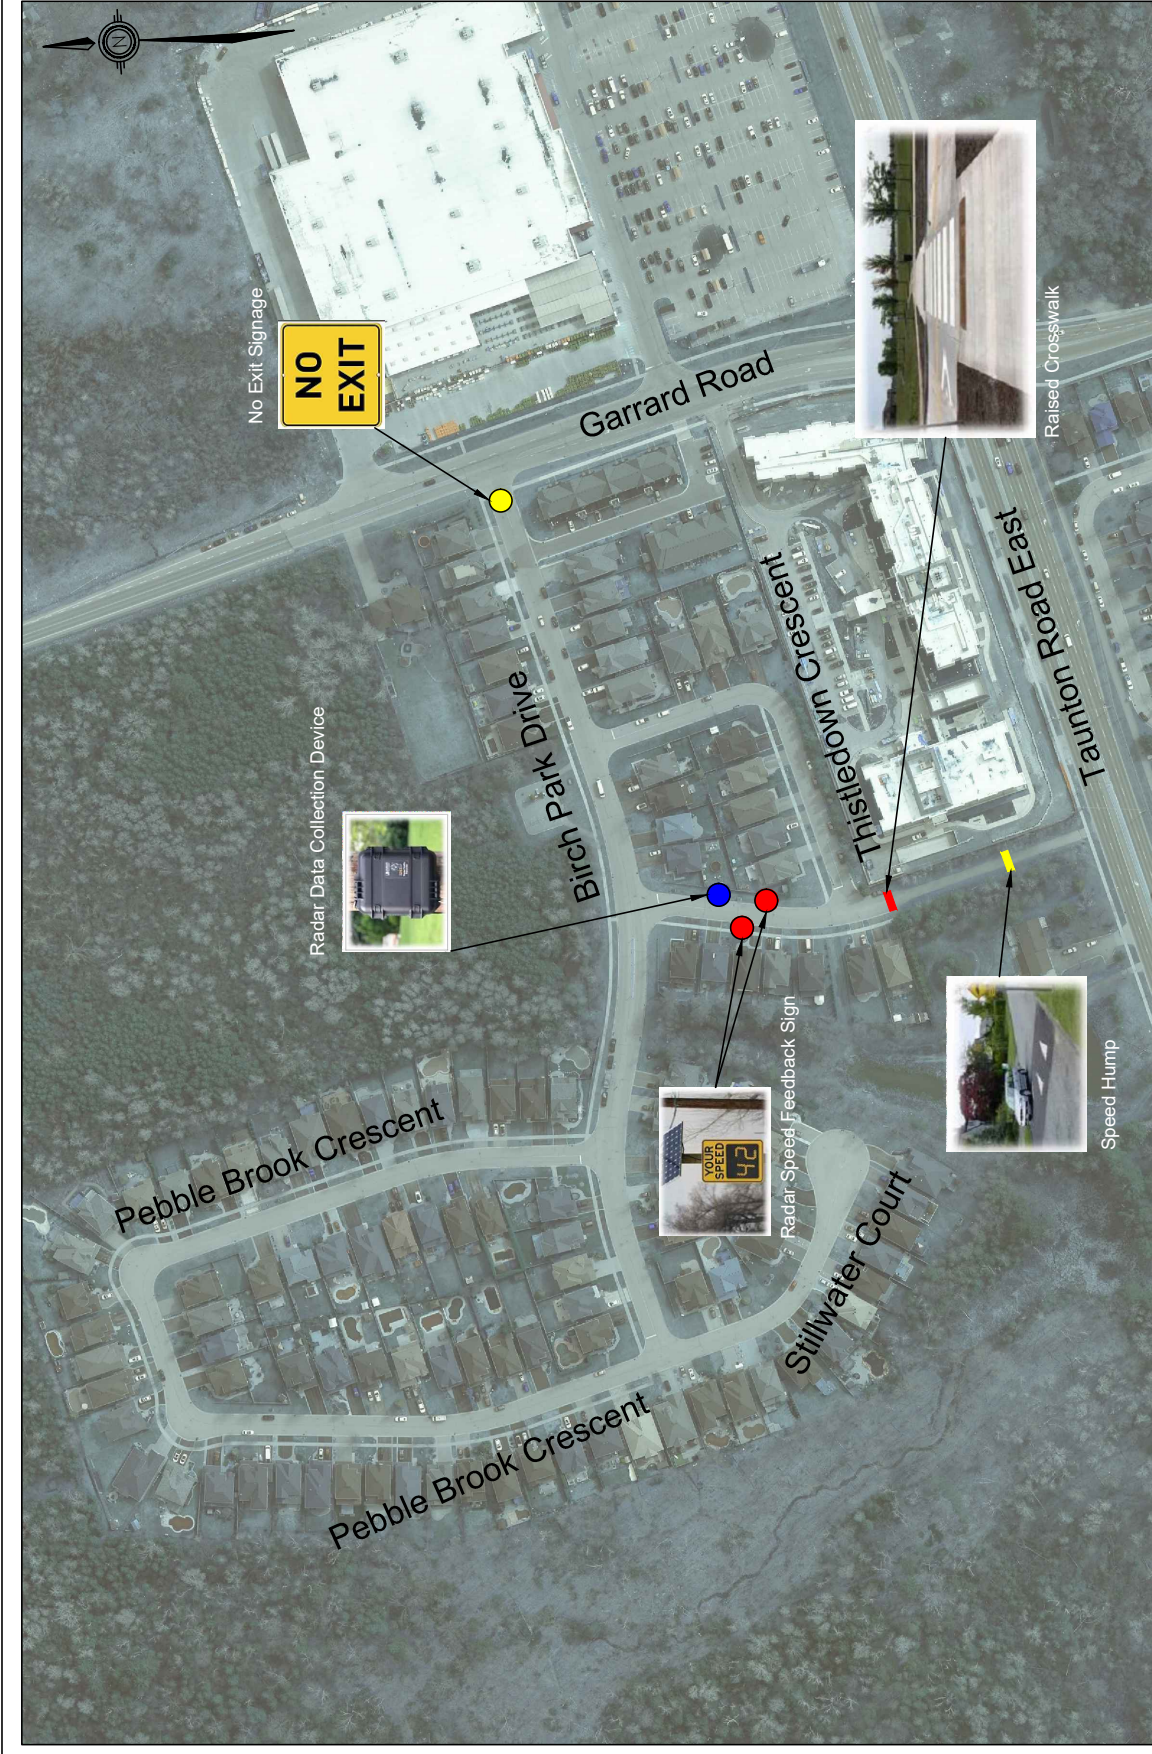 N
Pebble Brook Crescent
Pebble Brook Crescent
Stillwater Court
Birch Park Drive
Thistledown Crescent
Taunton Road East
Garrard Road
No Exit Signage
NO
EXIT
Radar Data Collection Device
Radar Speed Feedback Sign
YOUR
SPEED
42
Speed Hump
Raised Crosswalk